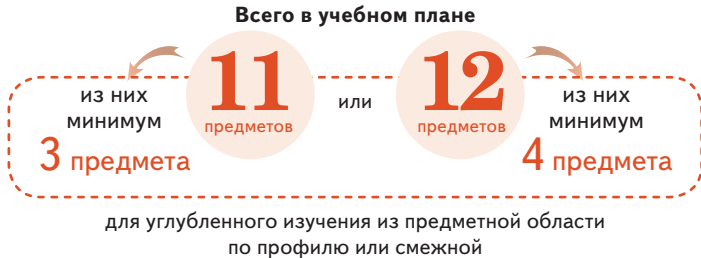 Всего в учебном плане
из них
минимум
3 предмета
11
предметов
или
12
предметов
из них
минимум
4 предмета
для углубленного изучения из предметной области
по профилю или смежной